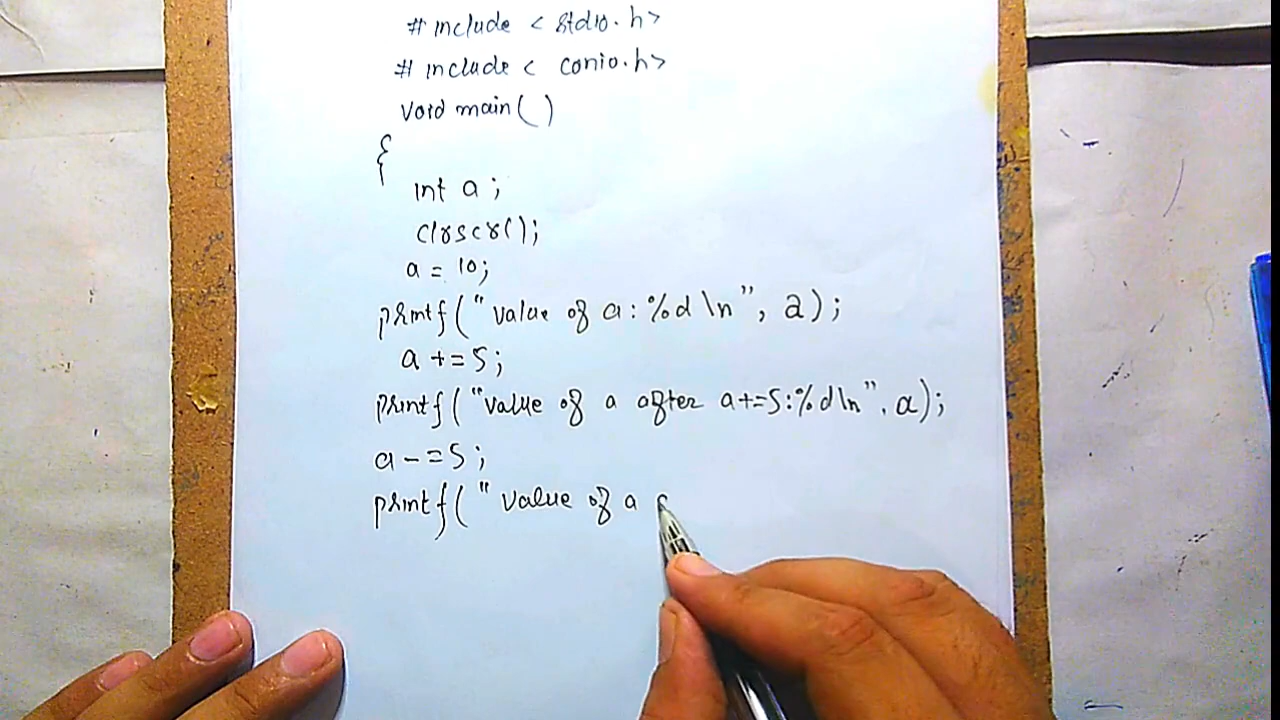 # include < stdio.h>
# include < conio.h>
void main( )
{
int a ;
clrscr();
a = 10;
printf("value of a:%d \n", a);
a += 5;
printf("value of a after a+=5:%d\n". a);
a -= 5;
printf(" value of a